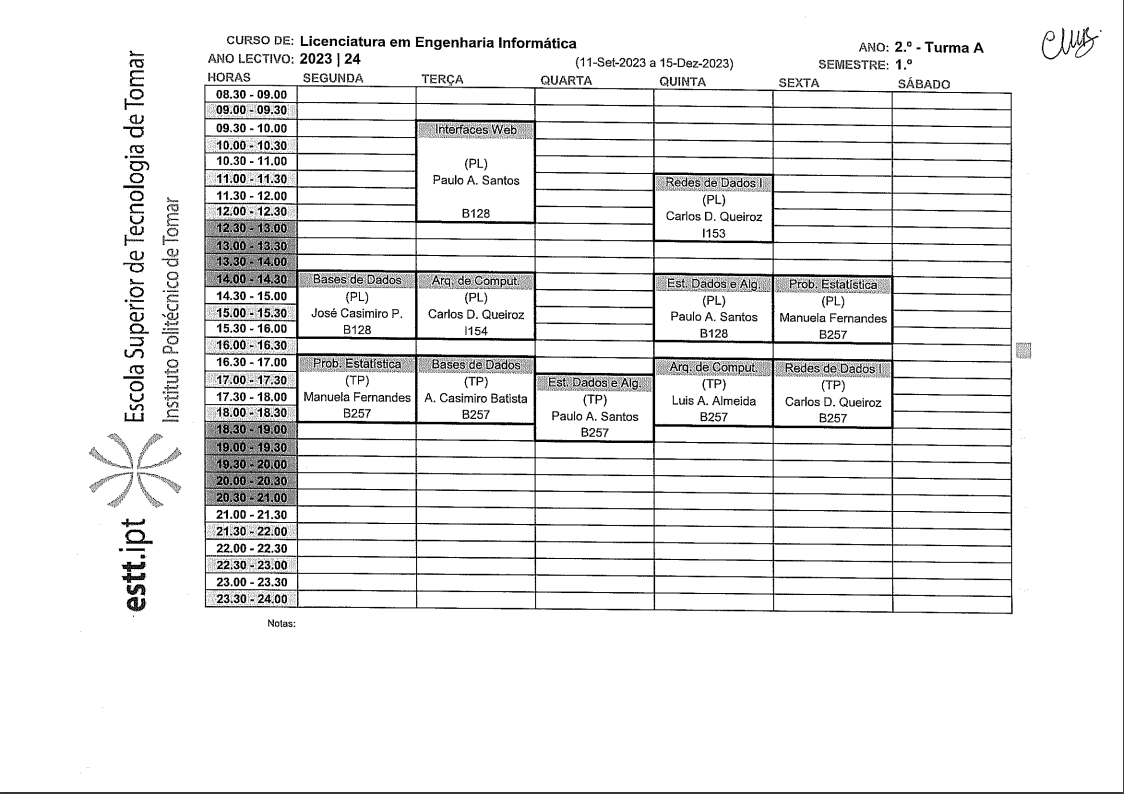 CURSO DE: Licenciatura em Engenharia Informática
ANO: 2.º - Turma A
ANO LECTIVO: 2023 | 24
(11-Set-2023 a 15-Dez-2023)
SEMESTRE: 1.º
HORAS SEGUNDA TERÇA QUARTA QUINTA SEXTA SÁBADO
08.30 - 09.00
09.00 - 09.30
09.30 - 10.00 Interfaces Web
10.00 - 10.30
10.30 - 11.00 (PL)
11.00 - 11.30 Paulo A. Santos Redes de Dados I
11.30 - 12.00 (PL)
12.00 - 12.30 B128 Carlos D. Queiroz
12.30 - 13.00 I153
13.00 - 13.30
13.30 - 14.00
14.00 - 14.30 Bases de Dados Arq. de Comput. Est. Dados e Alg. Prob. Estatística
14.30 - 15.00 (PL) (PL) (PL) (PL)
15.00 - 15.30 José Casimiro P. Carlos D. Queiroz Paulo A. Santos Manuela Fernandes
15.30 - 16.00 B128 I154 B128 B257
16.00 - 16.30
16.30 - 17.00 Prob. Estatística Bases de Dados Arq. de Comput. Redes de Dados I
17.00 - 17.30 (TP) (TP) Est. Dados e Alg. (TP) (TP)
17.30 - 18.00 Manuela Fernandes A. Casimiro Batista (TP) Luis A. Almeida Carlos D. Queiroz
18.00 - 18.30 B257 B257 Paulo A. Santos B257 B257
18.30 - 19.00 B257
19.00 - 19.30
19.30 - 20.00
20.00 - 20.30
20.30 - 21.00
21.00 - 21.30
21.30 - 22.00
22.00 - 22.30
22.30 - 23.00
23.00 - 23.30
23.30 - 24.00
Notas:
estt.ipt
Escola Superior de Tecnologia de Tomar
Instituto Politécnico de Tomar